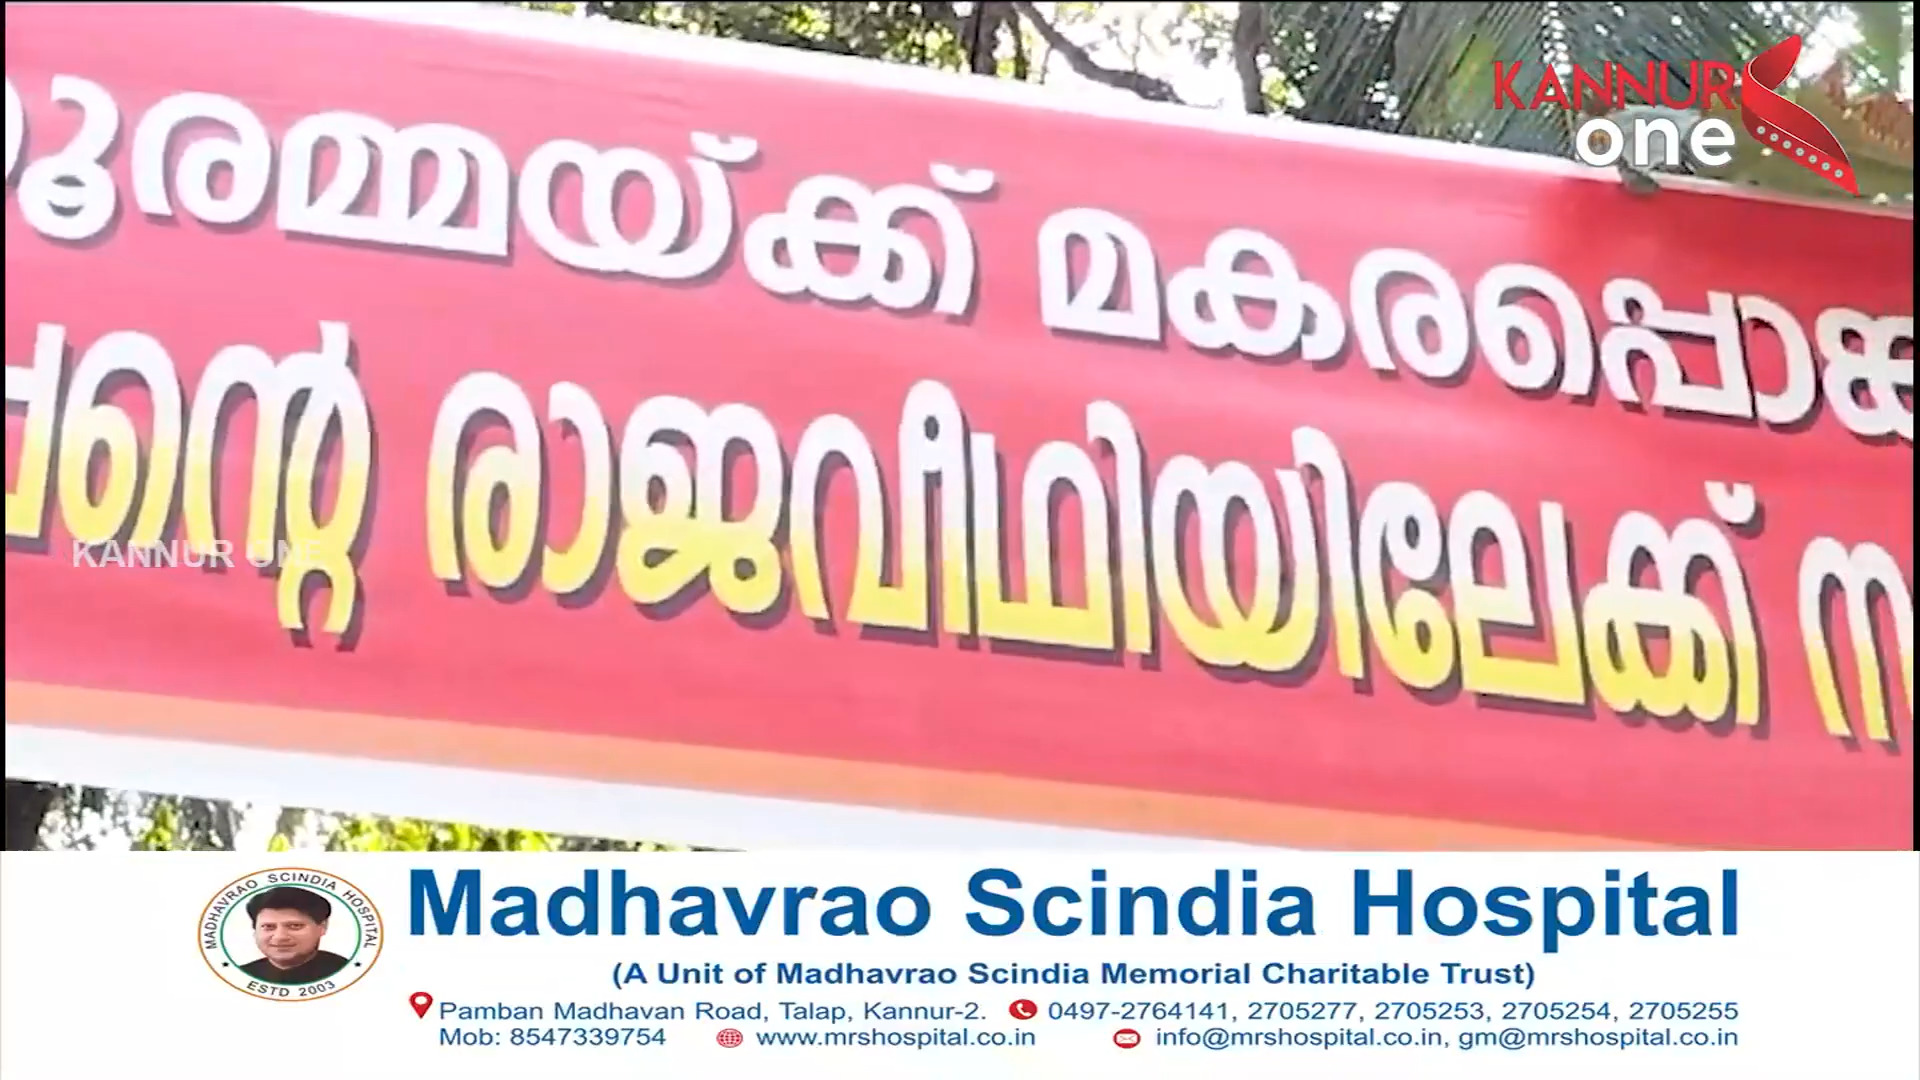 KANNUR
one
രമ്മയ്ക്ക് മകരപ്പൊങ്ക
ന്റെ രാജവീഥിയിലേക്ക്
KANNUR ONE
MADHAVRAO SCINDIA HOSPITAL
ESTD 2003
Madhavrao Scindia Hospital
(A Unit of Madhavrao Scindia Memorial Charitable Trust)
Pamban Madhavan Road, Talap, Kannur-2. 0497-2764141, 2705277, 2705253, 2705254, 2705255
Mob: 8547339754 www.mrshospital.co.in info@mrshospital.co.in, gm@mrshospital.co.in